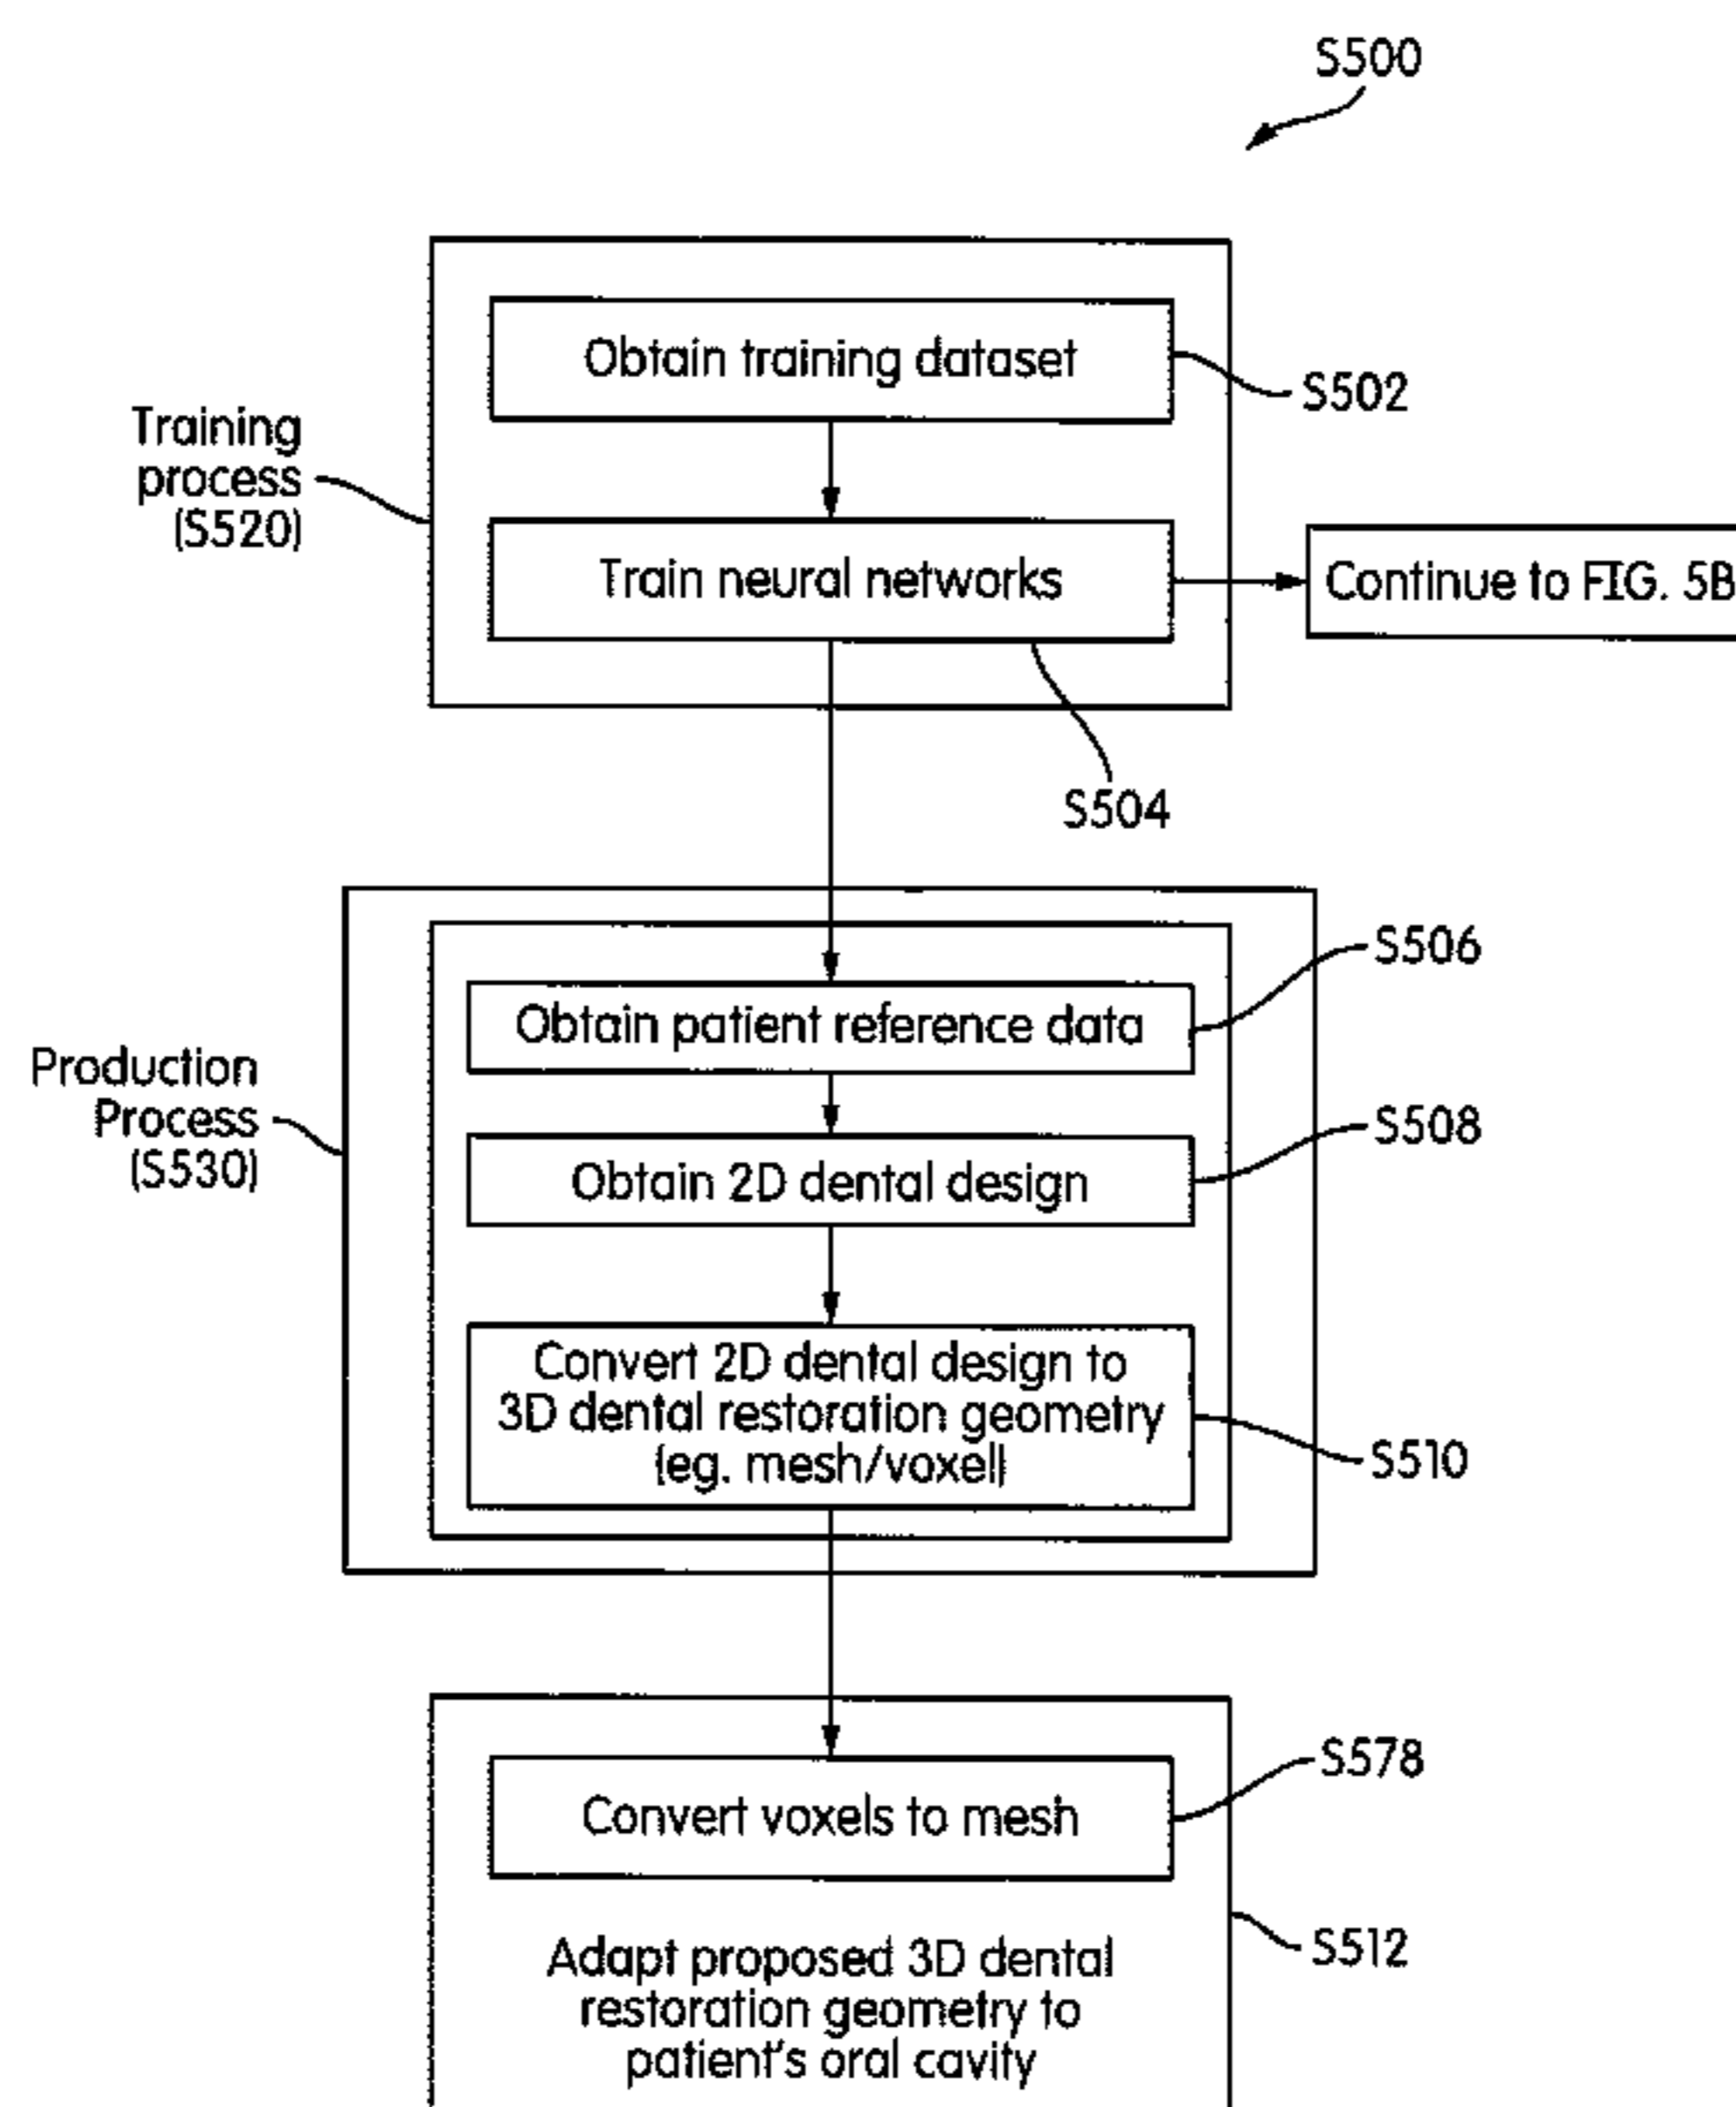 S500
Obtain training dataset
S502
Training
process
(S520)
Train neural networks
Continue to FIG. 5B
S504
S506
Obtain patient reference data
Production
Process
(S530)
S508
Obtain 2D dental design
Convert 2D dental design to
3D dental restoration geometry
(eg. mesh/voxel)
S510
S578
Convert voxels to mesh
S512
Adapt proposed 3D dental
restoration geometry to
patient's oral cavity